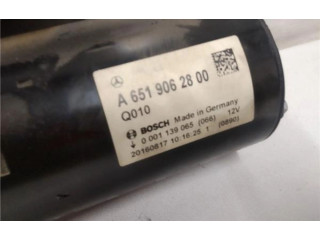 A 651 906 28 00
Q010
BOSCH Made in Germany
0 001 139 065 (066) 12V
20160817 10:16:25 1 (0890)